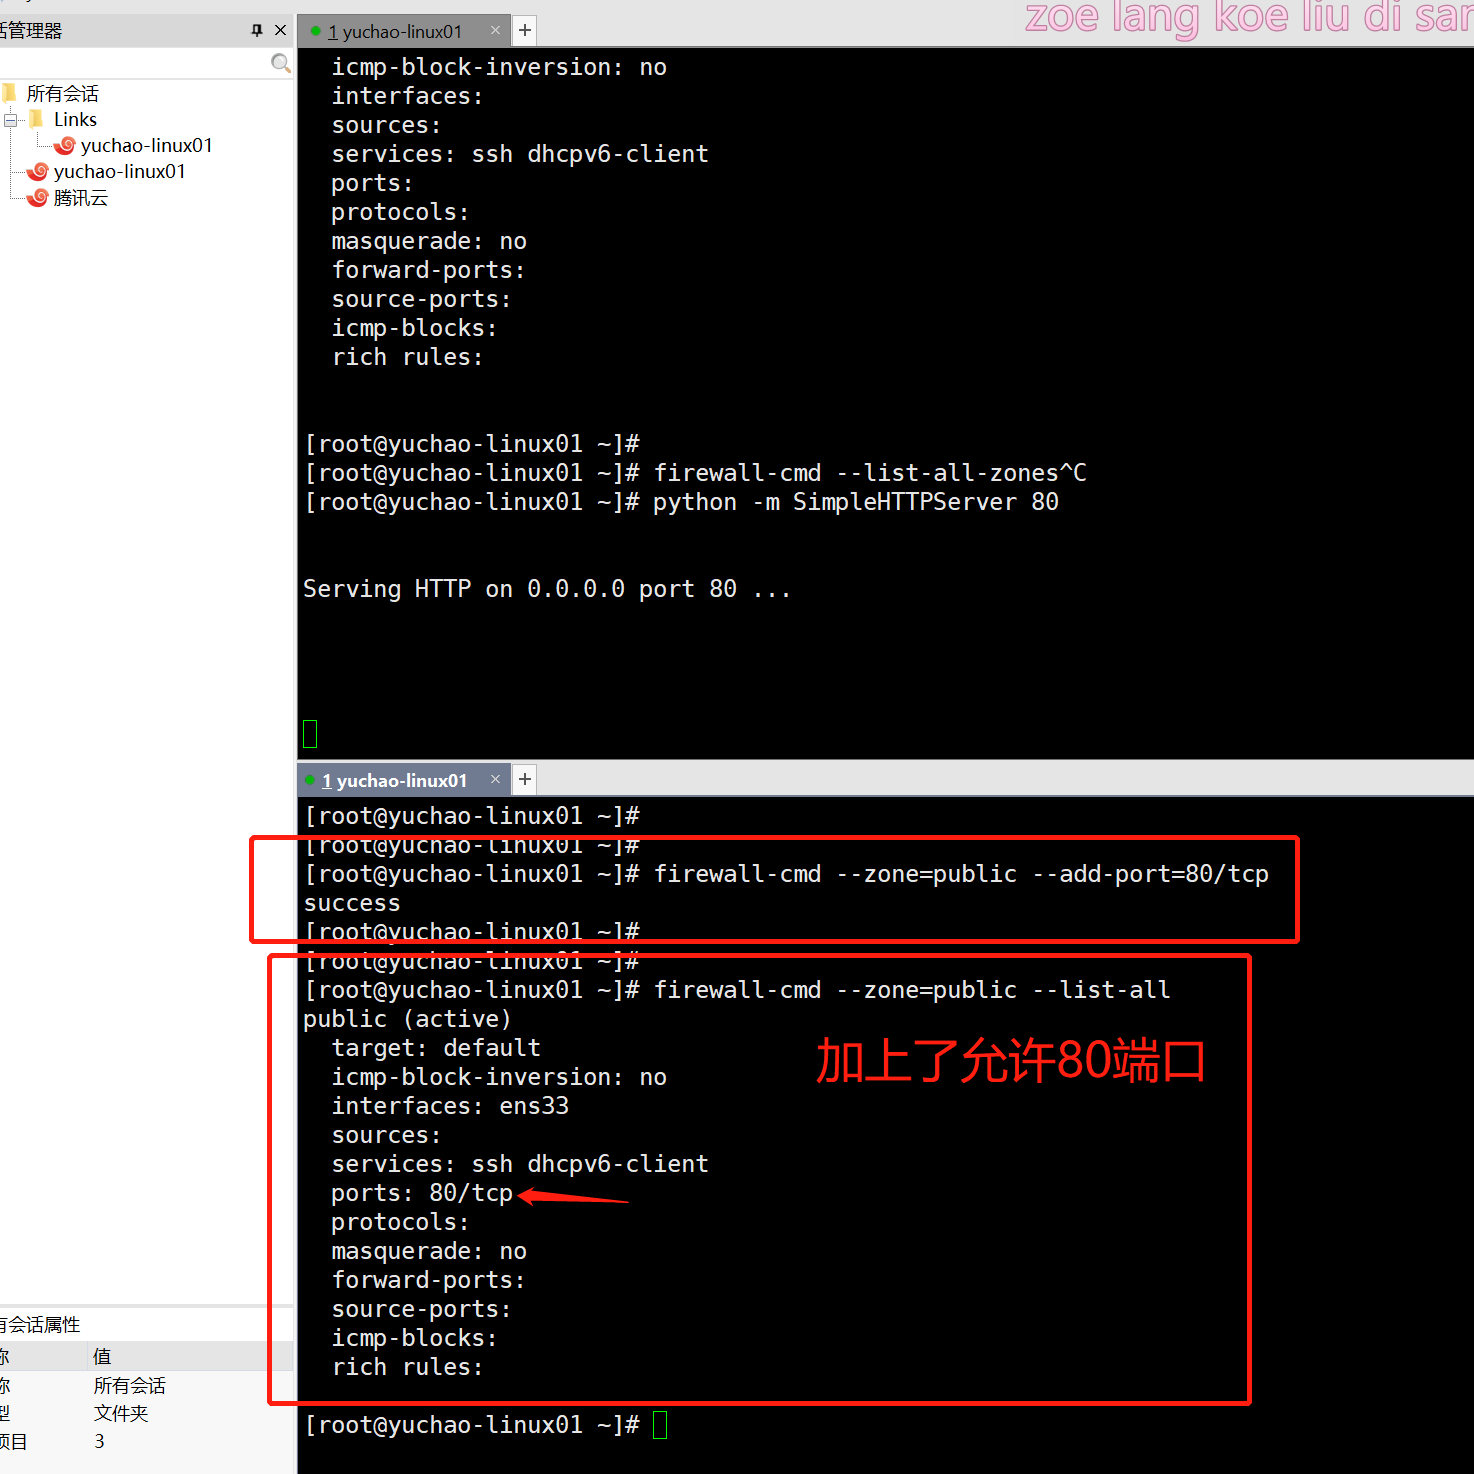 zoe lang koe liu di san
话管理器
1 yuchao-linux01
所有会话
Links
yuchao-linux01
yuchao-linux01
腾讯云
  icmp-block-inversion: no
  interfaces:
  sources:
  services: ssh dhcpv6-client
  ports:
  protocols:
  masquerade: no
  forward-ports:
  source-ports:
  icmp-blocks:
  rich rules:
[root@yuchao-linux01 ~]#
[root@yuchao-linux01 ~]# firewall-cmd --list-all-zones^C
[root@yuchao-linux01 ~]# python -m SimpleHTTPServer 80
Serving HTTP on 0.0.0.0 port 80 ...
1 yuchao-linux01
[root@yuchao-linux01 ~]#
[root@yuchao-linux01 ~]#
[root@yuchao-linux01 ~]# firewall-cmd --zone=public --add-port=80/tcp
success
[root@yuchao-linux01 ~]#
[root@yuchao-linux01 ~]#
[root@yuchao-linux01 ~]# firewall-cmd --zone=public --list-all
public (active)
  target: default
  icmp-block-inversion: no
  interfaces: ens33
  sources:
  services: ssh dhcpv6-client
  ports: 80/tcp
  protocols:
  masquerade: no
  forward-ports:
  source-ports:
  icmp-blocks:
  rich rules:
[root@yuchao-linux01 ~]#
加上了允许80端口
有会话属性
称 值
称 所有会话
型 文件夹
项目 3